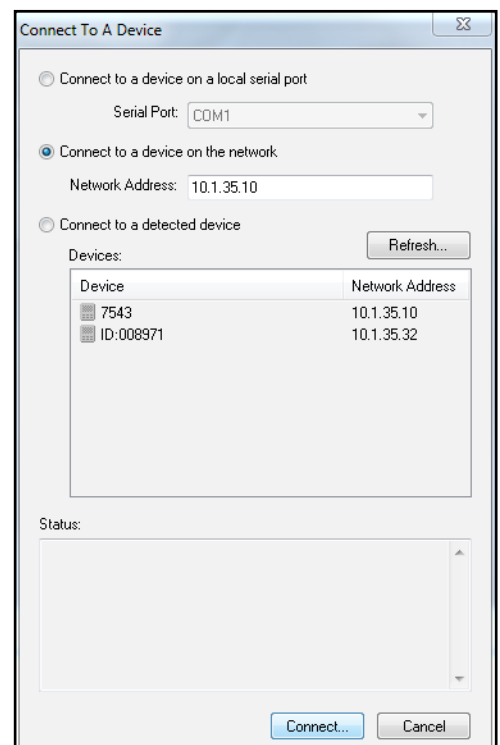 Connect To A Device
Connect to a device on a local serial port
Serial Port: COM1
Connect to a device on the network
Network Address: 10.1.35.10
Connect to a detected device
Refresh...
Devices:
Device Network Address
7543 10.1.35.10
ID:008971 10.1.35.32
Status:
Connect... Cancel